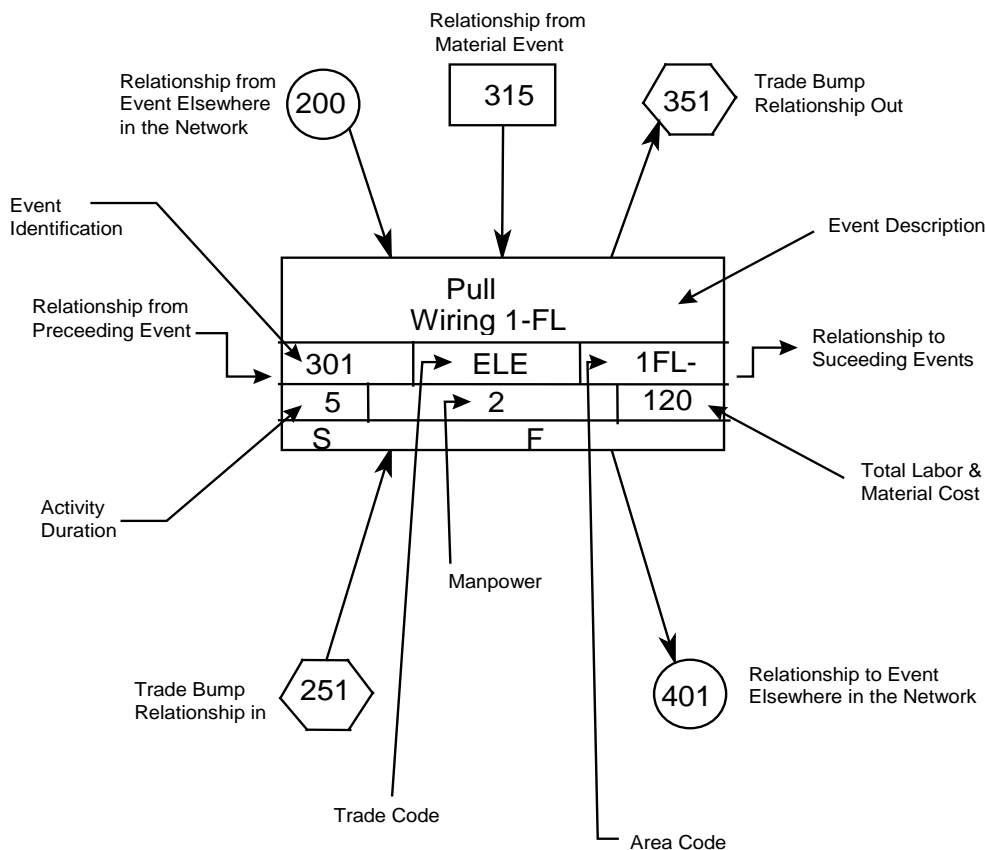 Relationship from
Material Event
315
Relationship from
Event Elsewhere
in the Network
200
351
Trade Bump
Relationship Out
Event
Identification
Event Description
Pull
Wiring 1-FL
Relationship from
Preceeding Event
Relationship to
Suceeding Events
301 ELE 1FL-
5 2 120
S F
Activity
Duration
Total Labor &
Material Cost
Manpower
Trade Bump
Relationship in
251
401
Relationship to Event
Elsewhere in the Network
Trade Code
Area Code